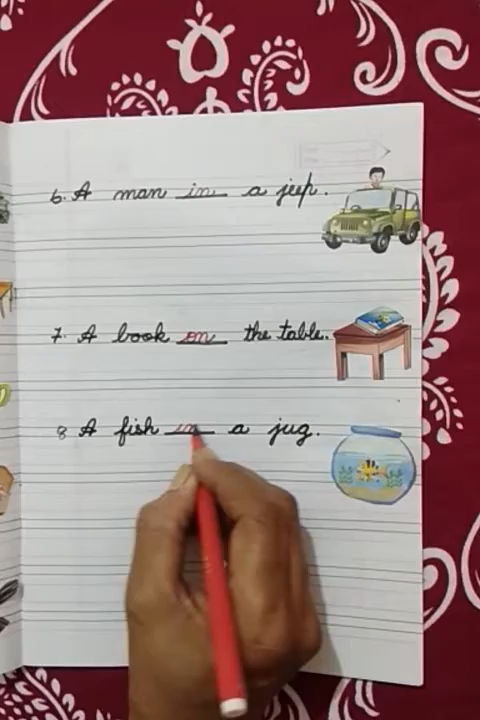 6. A man in a jeep.
7. A book on the table.
8 A fish in a jug.